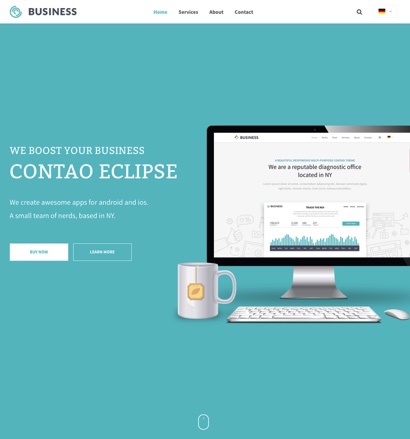 BUSINESS
Home Services About Contact
WE BOOST YOUR BUSINESS
CONTAO ECLIPSE
We create awesome apps for android and ios.
A small team of nerds, based in NY.
BUY NOW
LEARN MORE
BUSINESS
We are a reputable diagnostic office
located in NY
BUSINESS